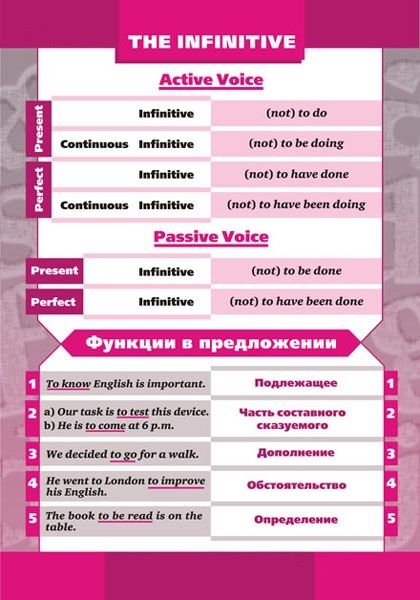 THE INFINITIVE
Active Voice
Present
Infinitive (not) to do
Continuous Infinitive (not) to be doing
Perfect
Infinitive (not) to have done
Continuous Infinitive (not) to have been doing
Passive Voice
Present Infinitive (not) to be done
Perfect Infinitive (not) to have been done
Функции в предложении
1 To know English is important. Подлежащее 1
2 a) Our task is to test this device. Часть составного 2
b) He is to come at 6 p.m. сказуемого
3 We decided to go for a walk. Дополнение 3
4 He went to London to improve Обстоятельство 4
his English.
5 The book to be read is on the Определение 5
table.